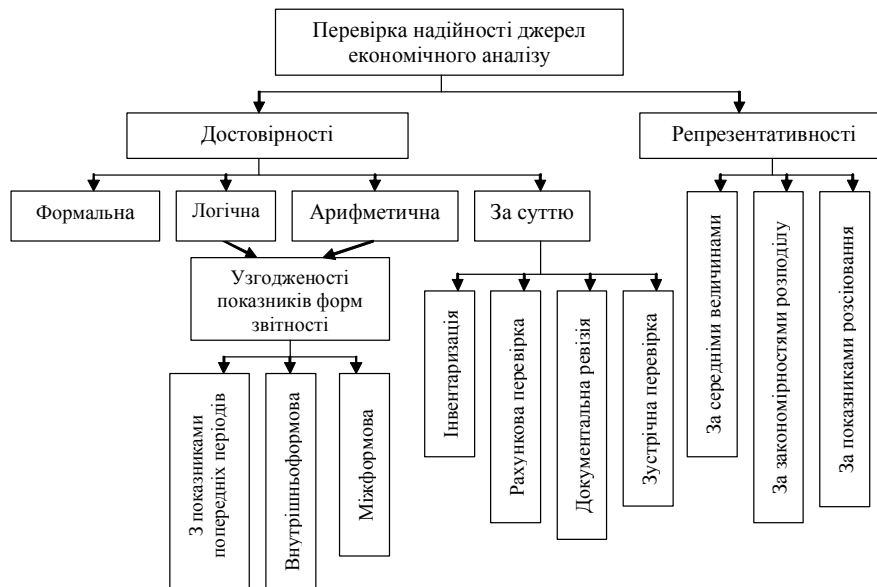 Перевірка надійності джерел
економічного аналізу
Достовірності
Репрезентативності
Формальна
Логічна
Арифметична
За суттю
Узгодженості
показників форм
звітності
З показниками
попередніх періодів
Внутрішньоформова
Міжформова
Інвентаризація
Рахункова перевірка
Документальна ревізія
Зустрічна перевірка
За середніми величинами
За закономірностями розподілу
За показниками розсіювання